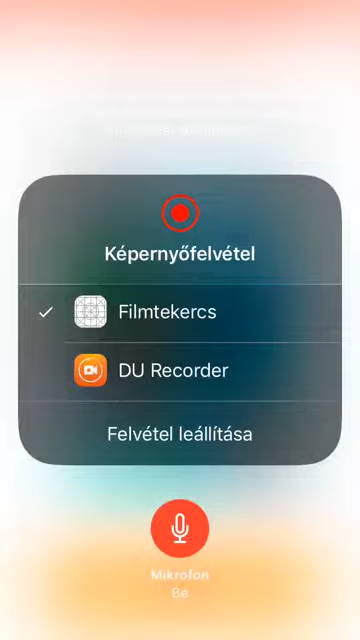 Képernyőfelvétel
Filmtekercs
DU Recorder
Felvétel leállítása
Mikrofon
Be